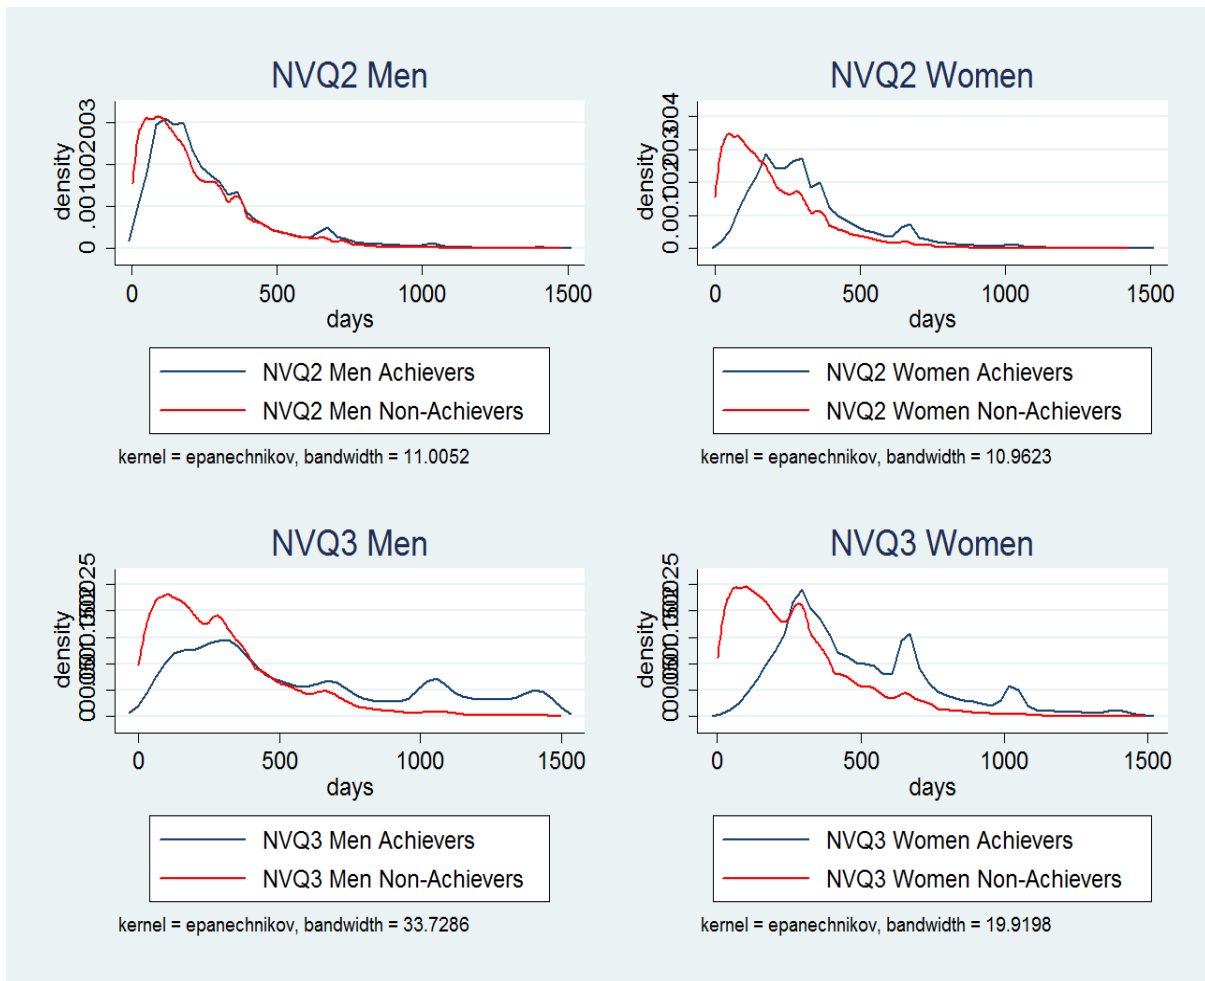 NVQ2 Men
density
0
days
0 500 1000 1500
NVQ2 Men Achievers
NVQ2 Men Non-Achievers
kernel = epanechnikov, bandwidth = 11.0052
NVQ2 Women
density
0
0 500 1000 1500
days
NVQ2 Women Achievers
NVQ2 Women Non-Achievers
kernel = epanechnikov, bandwidth = 10.9623
NVQ3 Men
density
0 500 1000 1500
days
NVQ3 Men Achievers
NVQ3 Men Non-Achievers
kernel = epanechnikov, bandwidth = 33.7286
NVQ3 Women
density
0 500 1000 1500
days
NVQ3 Women Achievers
NVQ3 Women Non-Achievers
kernel = epanechnikov, bandwidth = 19.9198